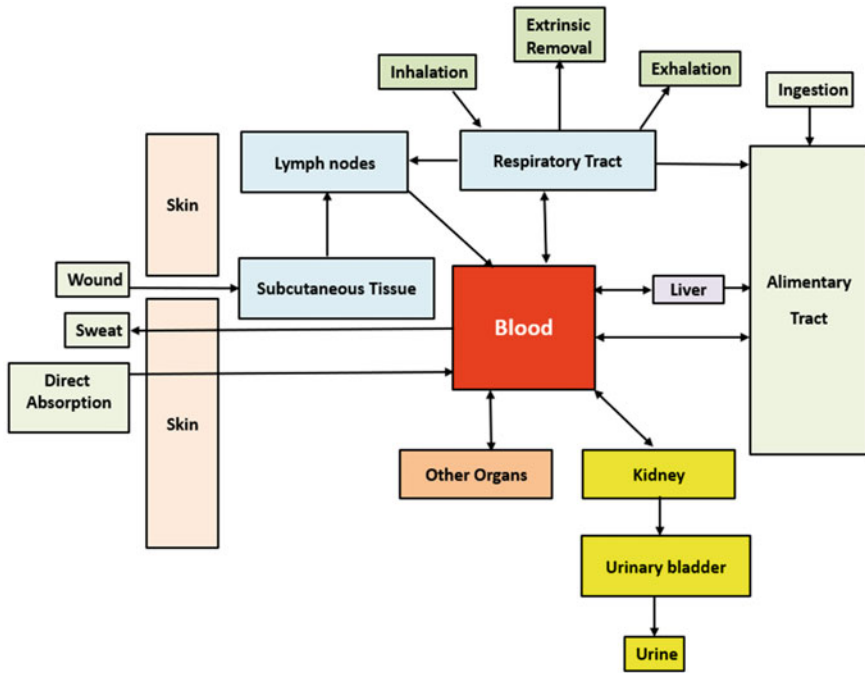 Extrinsic
Removal
Inhalation
Exhalation
Ingestion
Lymph nodes
Respiratory Tract
Skin
Wound
Subcutaneous Tissue
Blood
Liver
Alimentary
Tract
Sweat
Direct
Absorption
Skin
Other Organs
Kidney
Urinary bladder
Urine